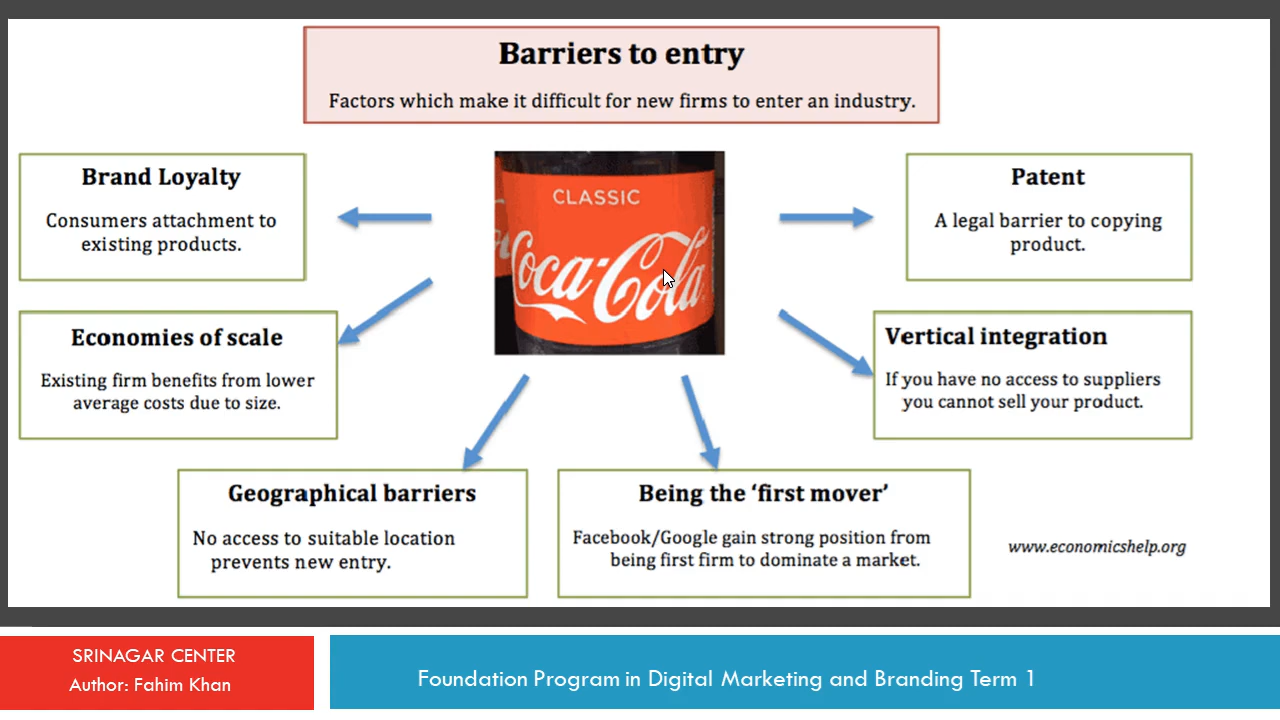 Barriers to entry
Factors which make it difficult for new firms to enter an industry.
Brand Loyalty
Consumers attachment to
existing products.
CLASSIC
Coca-Cola
Patent
A legal barrier to copying
product.
Economies of scale
Existing firm benefits from lower
average costs due to size.
Vertical integration
If you have no access to suppliers
you cannot sell your product.
Geographical barriers
No access to suitable location
prevents new entry.
Being the ‘first mover’
Facebook/Google gain strong position from
being first firm to dominate a market.
www.economicshelp.org
SRINAGAR CENTER
Author: Fahim Khan
Foundation Program in Digital Marketing and Branding Term 1